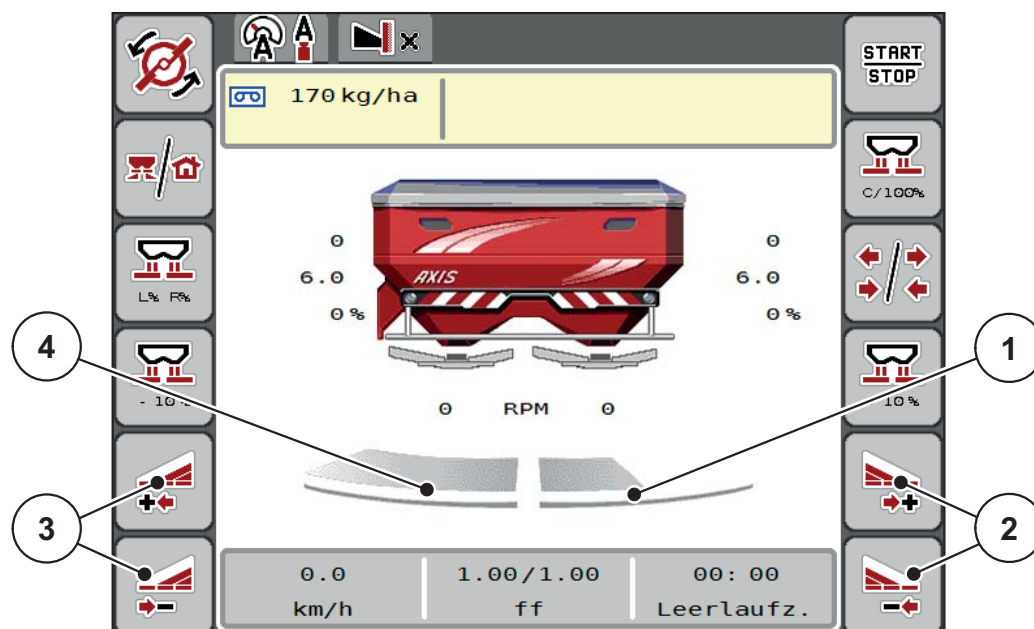 A A
×
START
STOP
170 kg/ha
C/100%
L% R%
AXIS
0 0
6.0 6.0
0 % 0 %
4
1
- 10
10 %
0 RPM 0
+
+
3
2
-
-
0.0 1.00/1.00 00: 00
km/h ff Leerlaufz.